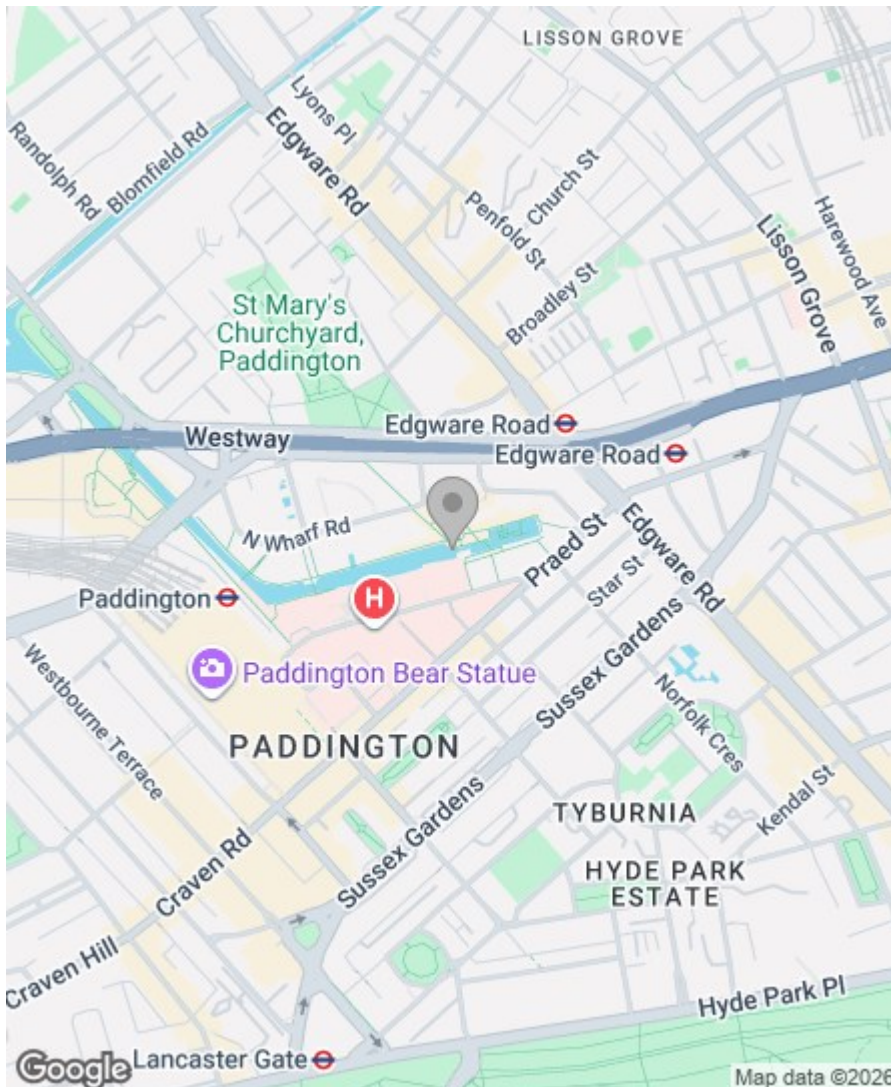 LISSON GROVE
Lyons Pl
Edgware Rd
Randolph Rd
Blomfield Rd
Church St
Penfold St
Harewood Ave
Lisson Grove
Broadley St
St Mary's
Churchyard,
Paddington
Edgware Road
Westway
Edgware Road
N Wharf Rd
Praed St
Edgware Rd
Star St
Paddington
H
Paddington Bear Statue
Westbourne Terrace
Sussex Gardens
Norfolk Cres
PADDINGTON
Kendal St
TYBURNIA
Craven Rd
Sussex Gardens
HYDE PARK
ESTATE
Craven Hill
Hyde Park Pl
Lancaster Gate
Google
Map data ©2026